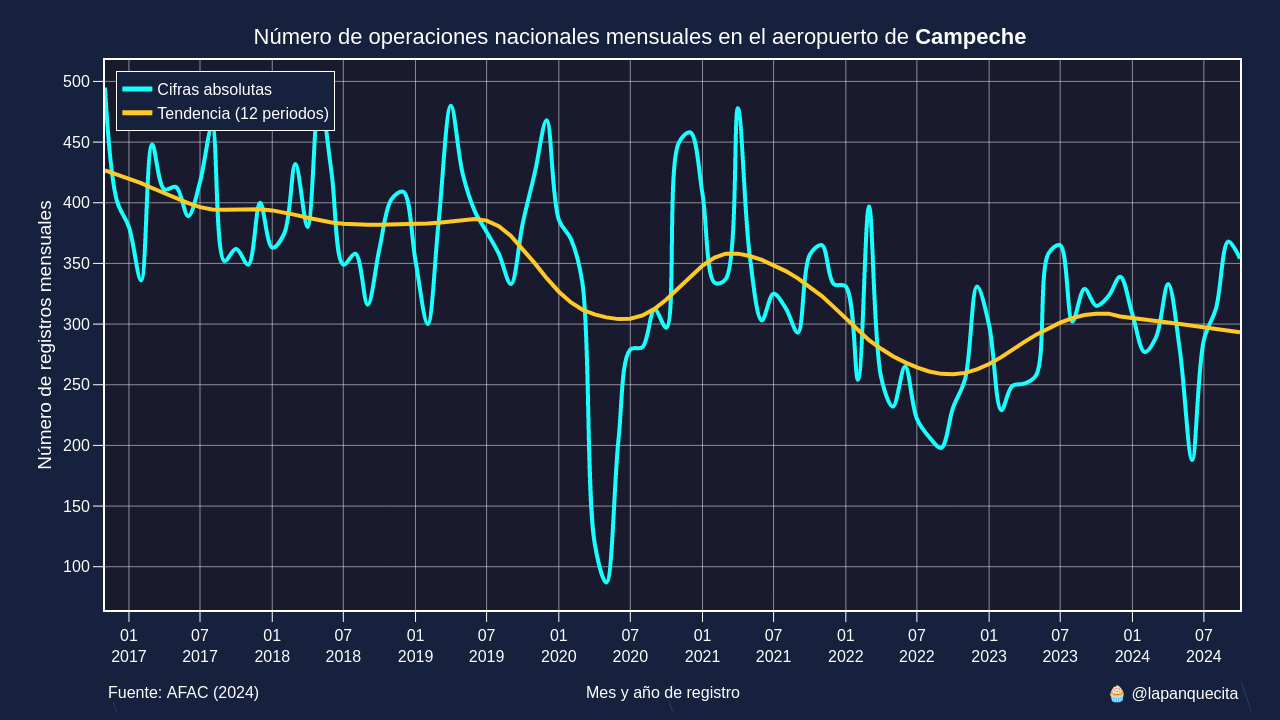 Número de operaciones nacionales mensuales en el aeropuerto de Campeche
Cifras absolutas
Tendencia (12 periodos)
Número de registros mensuales
500
450
400
350
300
250
200
150
100
01 07 01 07 01 07 01 07 01 07 01 07 01 07 01 07
2017 2017 2018 2018 2019 2019 2020 2020 2021 2021 2022 2022 2023 2023 2024 2024
Fuente: AFAC (2024) Mes y año de registro 🧁 @lapanquecita